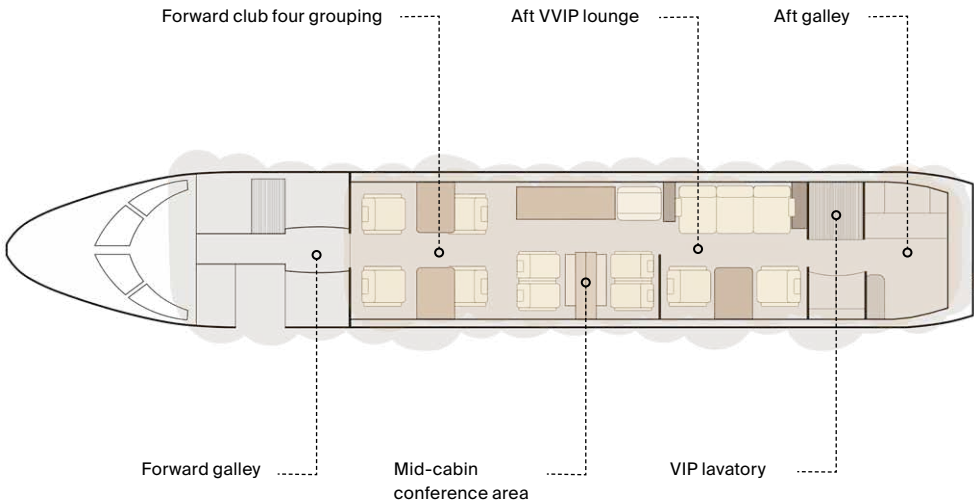 Forward club four grouping
Aft VVIP lounge
Aft galley
Forward galley
Mid-cabin
conference area
VIP lavatory